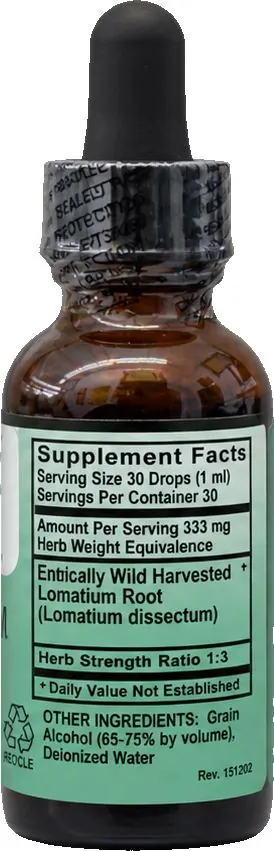 Supplement Facts
Serving Size 30 Drops (1 ml)
Servings Per Container 30
Amount Per Serving 333 mg
Herb Weight Equivalence
Entically Wild Harvested +
Lomatium Root
(Lomatium dissectum)
Herb Strength Ratio 1:3
+Daily Value Not Established
OTHER INGREDIENTS: Grain
Alcohol (65-75% by volume),
Deionized Water
Rev. 151202